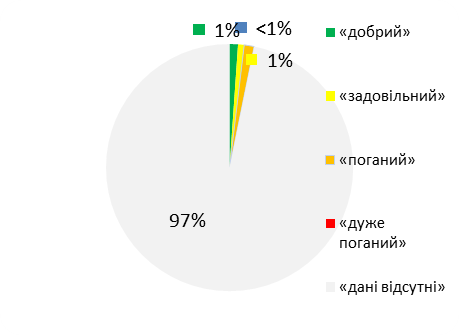 1%
<1%
1%
97%
«добрий»
«задовільний»
«поганий»
«дуже
поганий»
«дані відсутні»